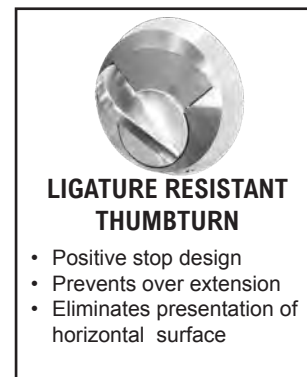 LIGATURE RESISTANT
THUMBTURN
• Positive stop design
• Prevents over extension
• Eliminates presentation of
horizontal surface